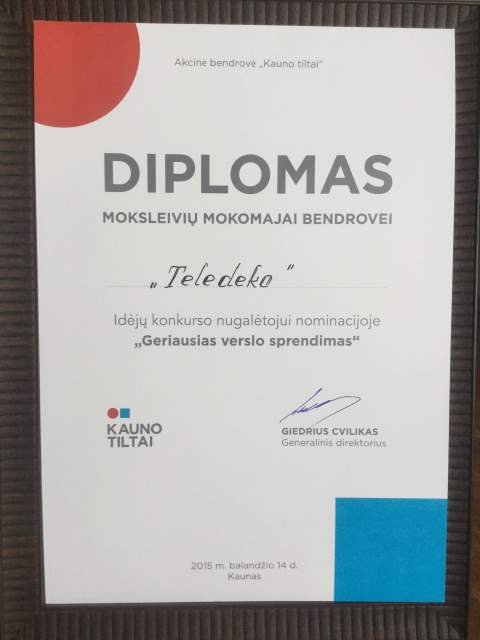 Akcinė bendrovė „Kauno tiltai"
DIPLOMAS
MOKSLEIVIŲ MOKOMAJAI BENDROVEI
„Teledeko"
Idėjų konkurso nugalėtojui nominacijoje
„Geriausias verslo sprendimas“
KAUNO
TILTAI
GIEDRIUS CVILIKAS
Generalinis direktorius
2015 m. balandžio 14 d.
Kaunas